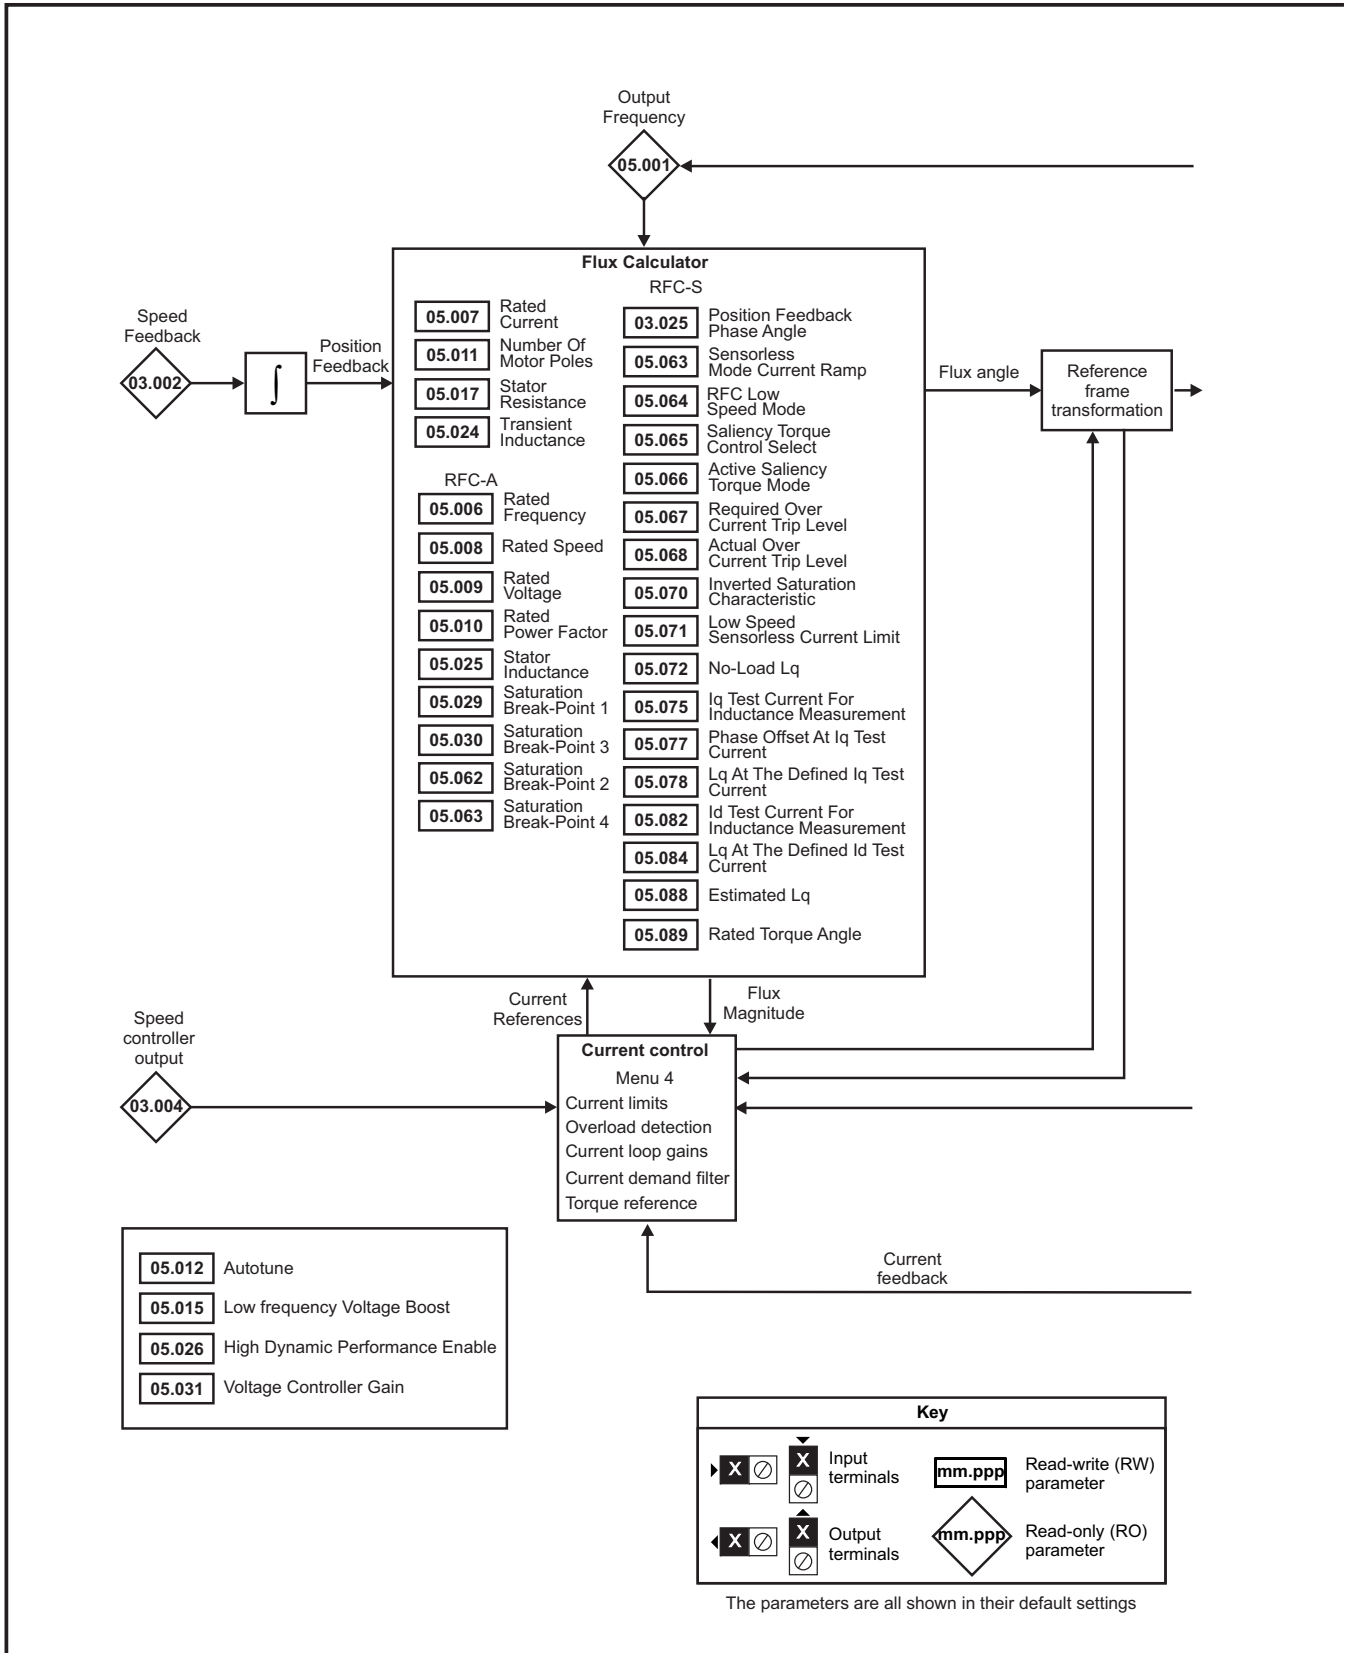 Output
Frequency
05.001
Flux Calculator
Speed
Feedback
03.002
∫
Position
Feedback
05.007 Rated
Current
05.011 Number Of
Motor Poles
05.017 Stator
Resistance
05.024 Transient
Inductance
RFC-A
05.006 Rated
Frequency
05.008 Rated Speed
05.009 Rated
Voltage
05.010 Rated
Power Factor
05.025 Stator
Inductance
05.029 Saturation
Break-Point 1
05.030 Saturation
Break-Point 3
05.062 Saturation
Break-Point 2
05.063 Saturation
Break-Point 4
RFC-S
03.025 Position Feedback
Phase Angle
05.063 Sensorless
Mode Current Ramp
05.064 RFC Low
Speed Mode
05.065 Saliency Torque
Control Select
05.066 Active Saliency
Torque Mode
05.067 Required Over
Current Trip Level
05.068 Actual Over
Current Trip Level
05.070 Inverted Saturation
Characteristic
05.071 Low Speed
Sensorless Current Limit
05.072 No-Load Lq
05.075 Iq Test Current For
Inductance Measurement
05.077 Phase Offset At Iq Test
Current
05.078 Lq At The Defined Iq Test
Current
05.082 Id Test Current For
Inductance Measurement
05.084 Lq At The Defined Id Test
Current
05.088 Estimated Lq
05.089 Rated Torque Angle
Flux angle
Reference
frame
transformation
Current
References
Flux
Magnitude
Speed
controller
output
03.004
Current control
Menu 4
Current limits
Overload detection
Current loop gains
Current demand filter
Torque reference
Current
feedback
05.012 Autotune
05.015 Low frequency Voltage Boost
05.026 High Dynamic Performance Enable
05.031 Voltage Controller Gain
Key
X X Input
terminals
mm.ppp Read-write (RW)
parameter
X X Output
terminals
mm.ppp Read-only (RO)
parameter
The parameters are all shown in their default settings